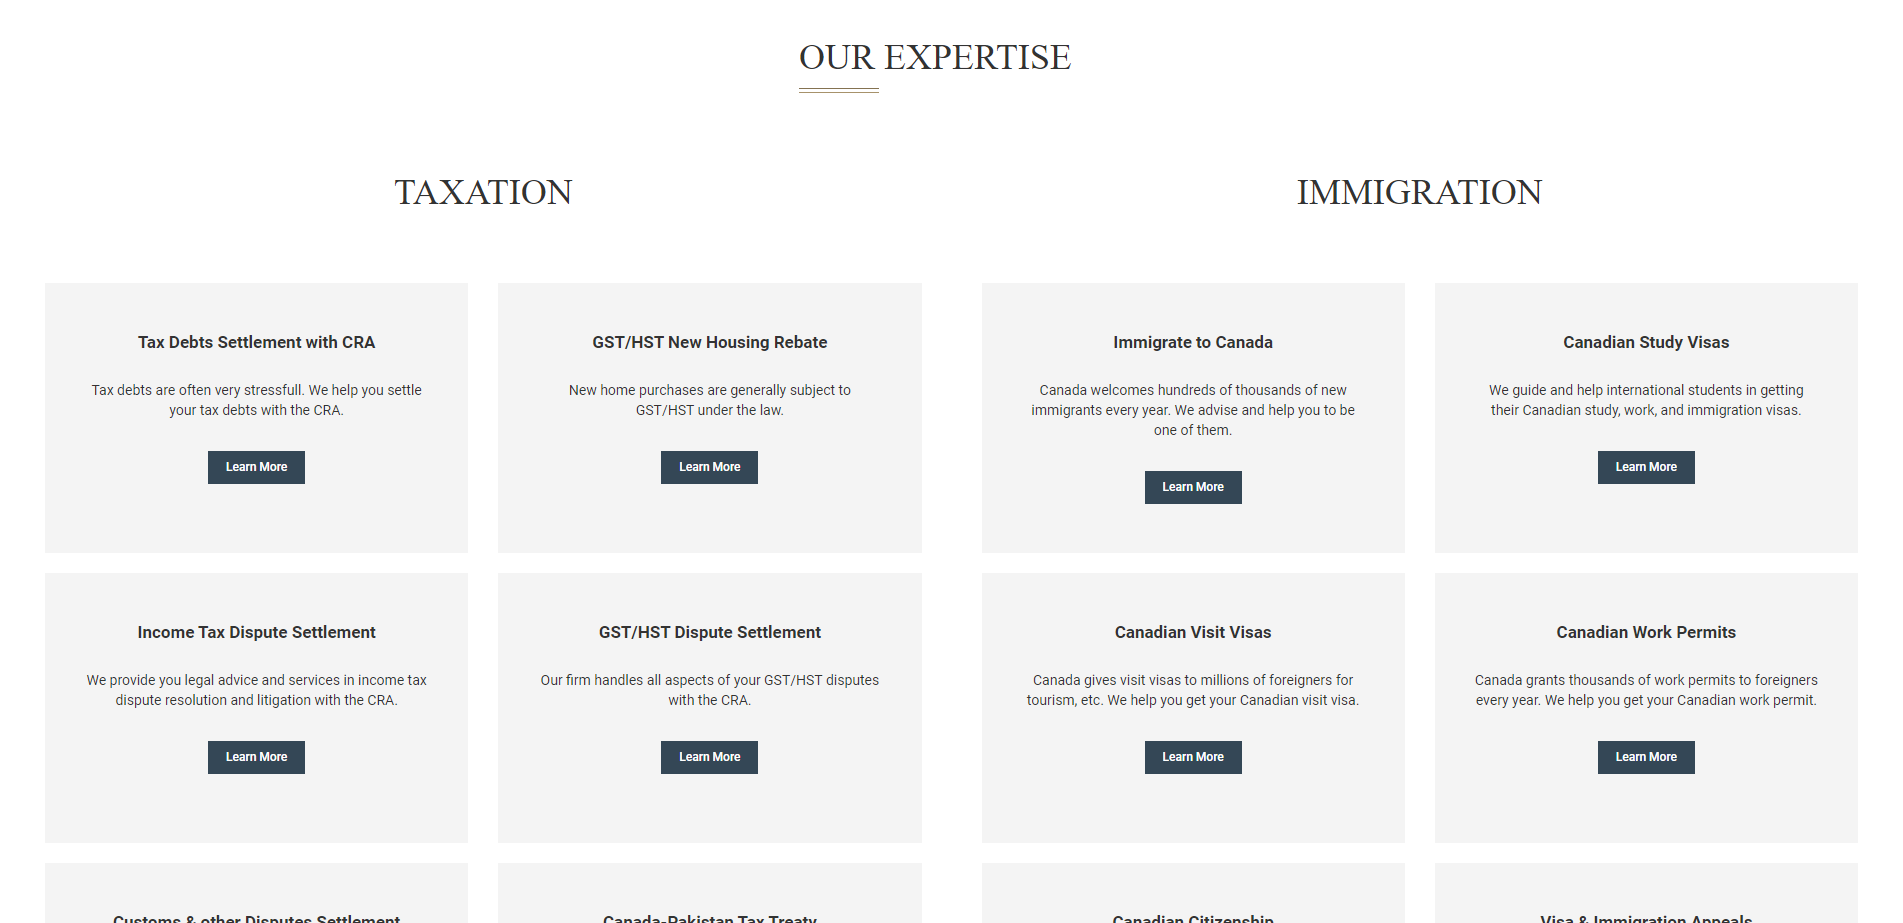 OUR EXPERTISE
TAXATION
Tax Debts Settlement with CRA
Tax debts are often very stressfull. We help you settle
your tax debts with the CRA.
Learn More
GST/HST New Housing Rebate
New home purchases are generally subject to
GST/HST under the law.
Learn More
Income Tax Dispute Settlement
We provide you legal advice and services in income tax
dispute resolution and litigation with the CRA.
Learn More
GST/HST Dispute Settlement
Our firm handles all aspects of your GST/HST disputes
with the CRA.
Learn More
Customs & other Disputes Settlement
Canada-Pakistan Tax Treaty
IMMIGRATION
Immigrate to Canada
Canada welcomes hundreds of thousands of new
immigrants every year. We advise and help you to be
one of them.
Learn More
Canadian Study Visas
We guide and help international students in getting
their Canadian study, work, and immigration visas.
Learn More
Canadian Visit Visas
Canada gives visit visas to millions of foreigners for
tourism, etc. We help you get your Canadian visit visa.
Learn More
Canadian Work Permits
Canada grants thousands of work permits to foreigners
every year. We help you get your Canadian work permit.
Learn More
Canadian Citizenship
Visa & Immigration Appeals